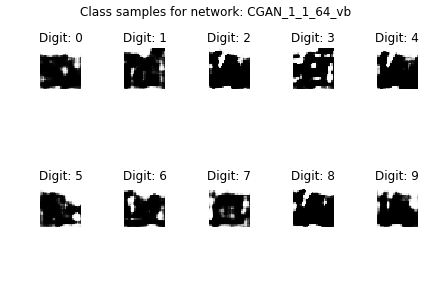 Class samples for network: CGAN_1_1_64_vb
Digit: 0 Digit: 1 Digit: 2 Digit: 3 Digit: 4
Digit: 5 Digit: 6 Digit: 7 Digit: 8 Digit: 9